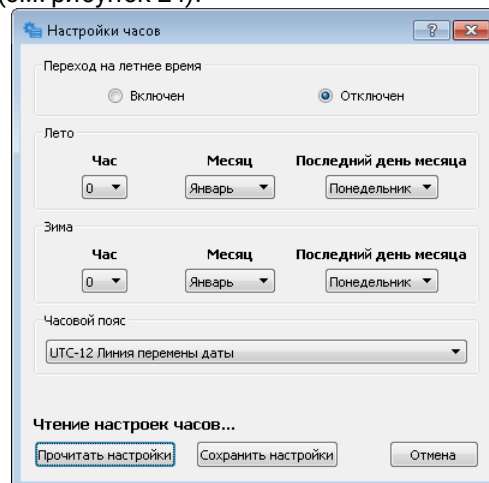 (см. рисунок 24).
Настройки часов
Переход на летнее время
Включен Отключен
Лето
Час Месяц Последний день месяца
0 Январь Понедельник
Зима
Час Месяц Последний день месяца
0 Январь Понедельник
Часовой пояс
UTC-12 Линия перемены даты
Чтение настроек часов...
Прочитать настройки Сохранить настройки Отмена